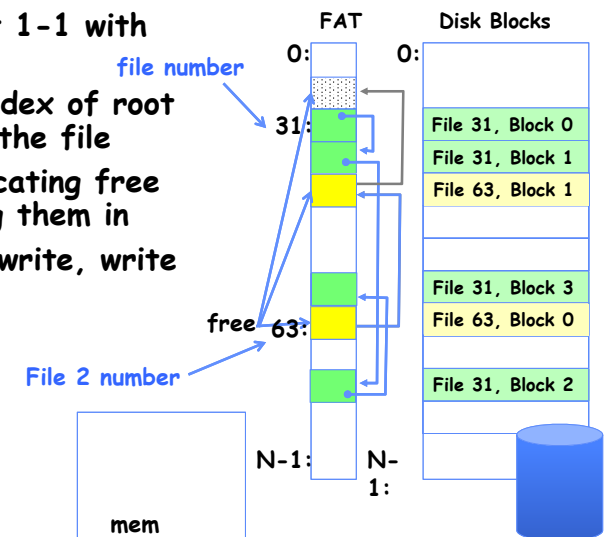 r 1-1 with
file number
ndex of root
the file
cating free
g them in
write, write
free
File 2 number
mem
FAT
0:
31:
63:
N-1:
Disk Blocks
0:
File 31, Block 0
File 31, Block 1
File 63, Block 1
File 31, Block 3
File 63, Block 0
File 31, Block 2
N-
1: